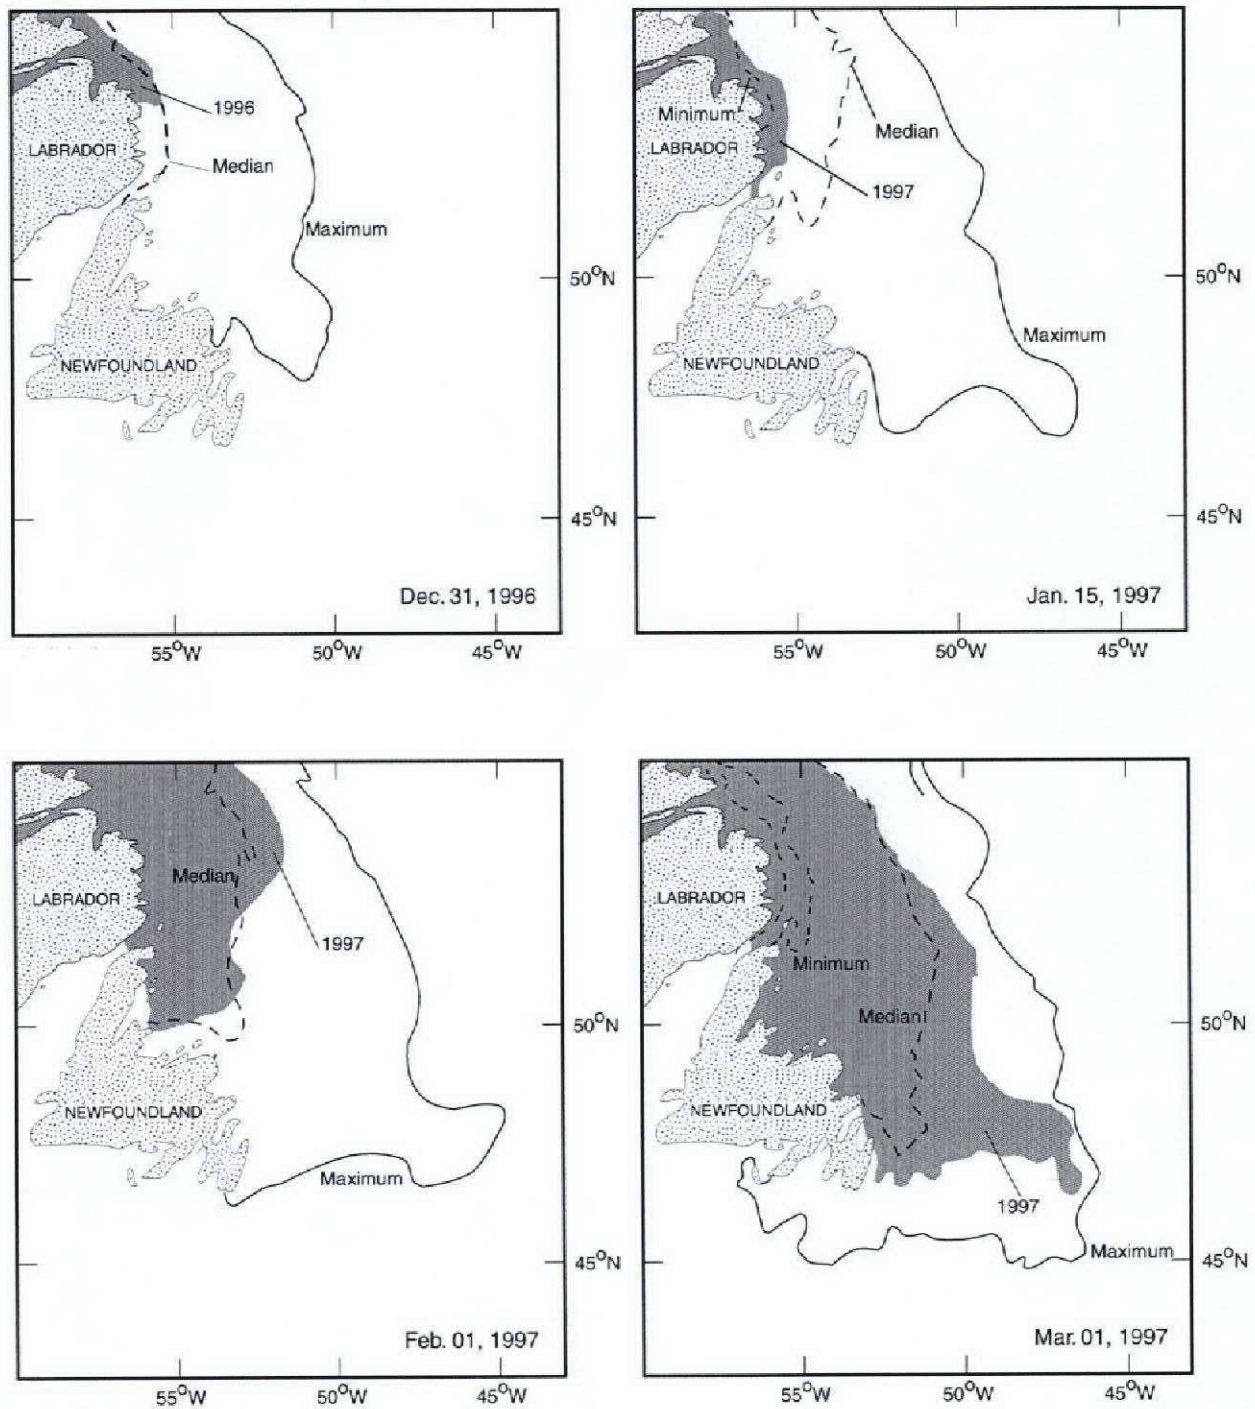 1996
LABRADOR
Median
Maximum
50°N
NEWFOUNDLAND
45°N
Dec. 31, 1996
55°W
50°W
45°W
Minimum
Median
LABRADOR
1997
50°N
Maximum
NEWFOUNDLAND
45°N
Jan. 15, 1997
55°W
50°W
45°W
Median
LABRADOR
1997
50°N
NEWFOUNDLAND
Maximum
45°N
Feb. 01, 1997
55°W
50°W
45°W
LABRADOR
Minimum
Median
50°N
NEWFOUNDLAND
1997
Maximum
45°N
Mar. 01, 1997
55°W
50°W
45°W